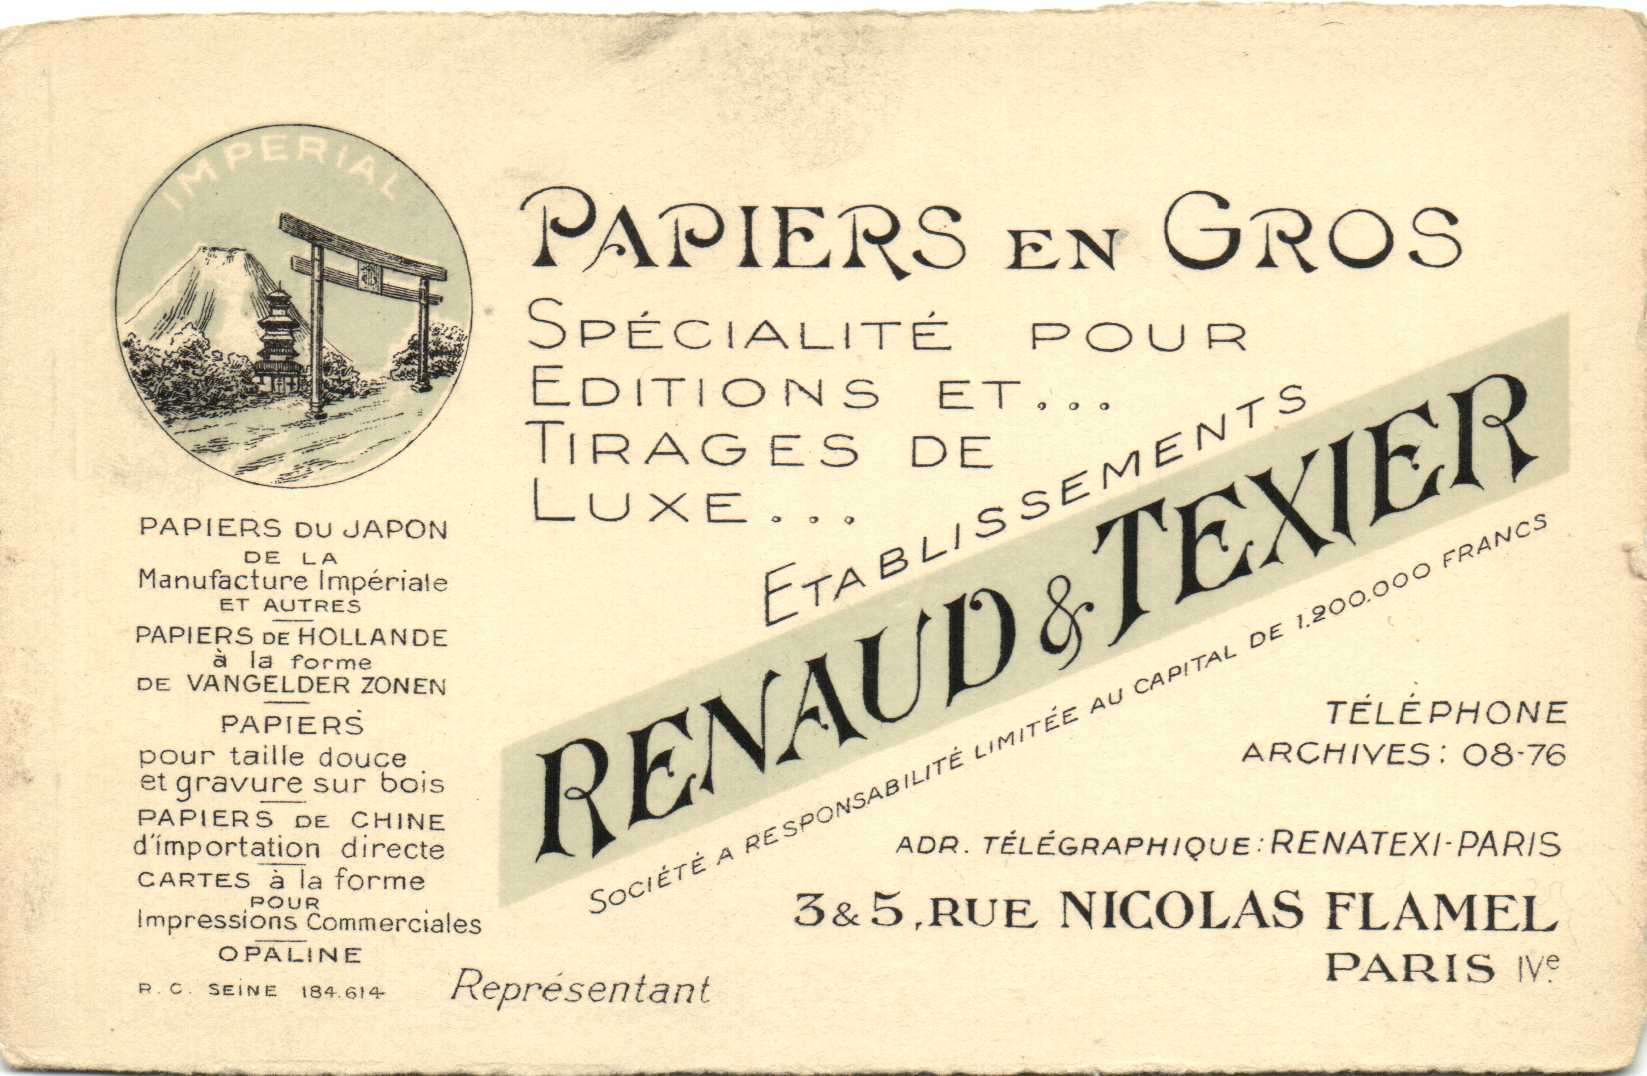 IMPÉRIAL
PAPIERS EN GROS
SPÉCIALITÉ POUR
EDITIONS ET...
TIRAGES DE
LUXE...
ETABLISSEMENTS
RENAUD & TEXIER
SOCIÉTÉ A RESPONSABILITÉ LIMITÉE AU CAPITAL DE 1.200.000 FRANCS
PAPIERS DU JAPON
DE LA
Manufacture Impériale
ET AUTRES
PAPIERS DE HOLLANDE
à la forme
DE VANGELDER ZONEN
PAPIERS
pour taille douce
et gravure sur bois
PAPIERS DE CHINE
d'importation directe
CARTES à la forme
POUR
Impressions Commerciales
OPALINE
R. C. SEINE 184.614
Représentant
TÉLÉPHONE
ARCHIVES: 08-76
ADR. TÉLÉGRAPHIQUE: RENATEXI-PARIS
3 & 5, RUE NICOLAS FLAMEL
PARIS IVe.